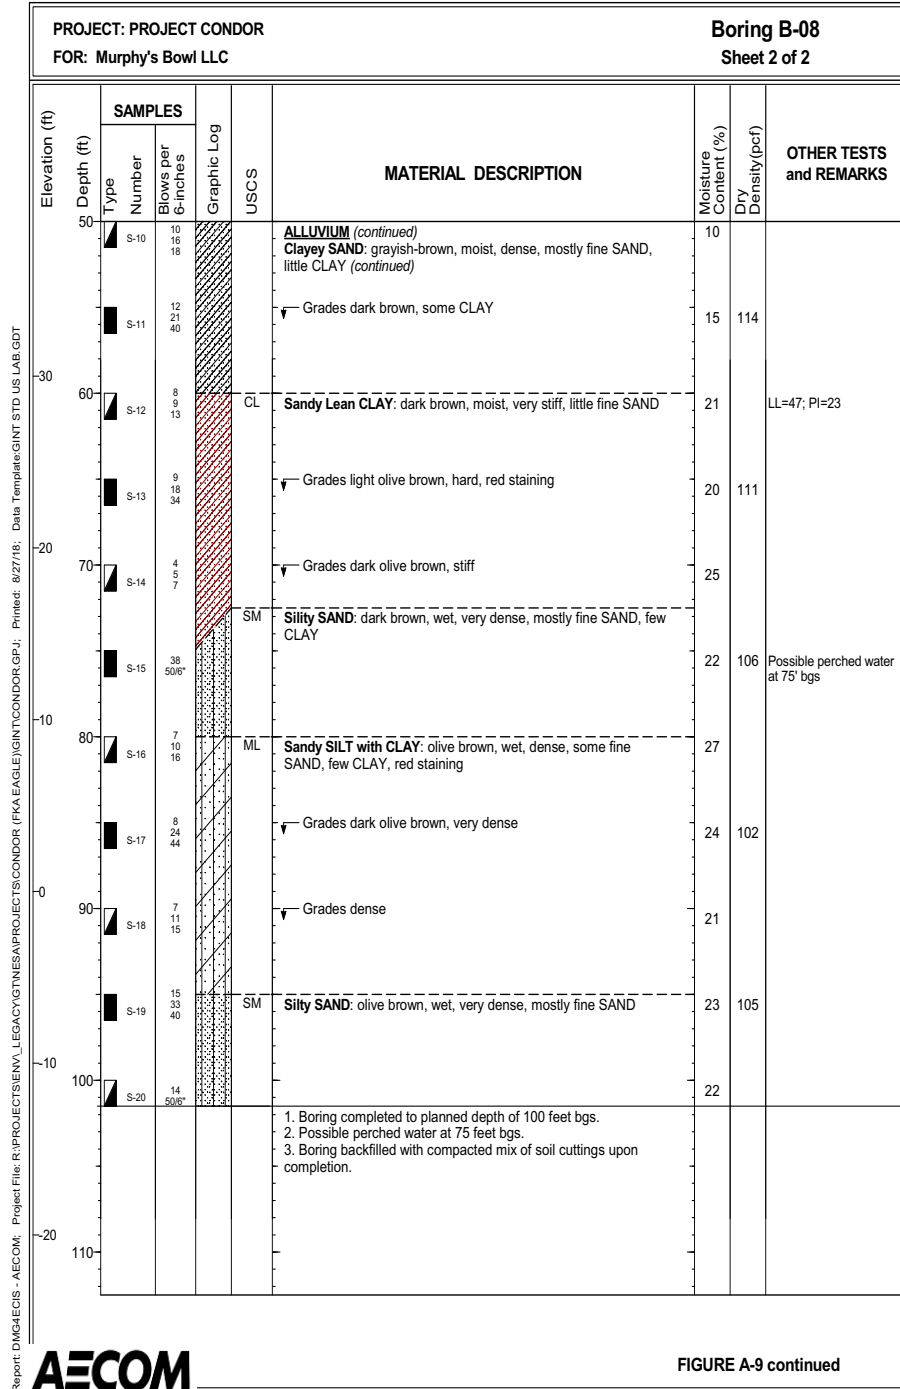 PROJECT: PROJECT CONDOR
FOR: Murphy's Bowl LLC
Boring B-08
Sheet 2 of 2
Elevation (ft)
Depth (ft)
SAMPLES
Type
Number
Blows per
6-inches
Graphic Log
USCS
MATERIAL DESCRIPTION
Moisture
Content (%)
Dry
Density(pcf)
OTHER TESTS
and REMARKS
50
S-10
10
16
18
ALLUVIUM (continued)
Clayey SAND: grayish-brown, moist, dense, mostly fine SAND,
little CLAY (continued)
10
S-11
12
21
40
Grades dark brown, some CLAY
15 114
-30
60
S-12
8
9
13
CL
Sandy Lean CLAY: dark brown, moist, very stiff, little fine SAND
21
LL=47; PI=23
S-13
9
18
34
Grades light olive brown, hard, red staining
20 111
-20
70
S-14
4
5
7
Grades dark olive brown, stiff
25
SM
Sility SAND: dark brown, wet, very dense, mostly fine SAND, few
CLAY
S-15
38
50/6"
22 106
Possible perched water
at 75' bgs
-10
80
S-16
7
10
16
ML
Sandy SILT with CLAY: olive brown, wet, dense, some fine
SAND, few CLAY, red staining
27
S-17
8
24
44
Grades dark olive brown, very dense
24 102
-0
90
S-18
7
11
15
Grades dense
21
S-19
15
33
40
SM
Silty SAND: olive brown, wet, very dense, mostly fine SAND
23 105
-10
100
S-20
14
50/6"
22
1. Boring completed to planned depth of 100 feet bgs.
2. Possible perched water at 75 feet bgs.
3. Boring backfilled with compacted mix of soil cuttings upon
completion.
-20
110
Report: DMG4ECIS - AECOM; Project File: R:\PROJECTS\ENV\_LEGACY\GT\NESA\PROJECTS\CONDOR (FKA EAGLE)\GINT\CONDOR.GPJ; Printed: 8/27/18; Data Template:GINT STD US LAB.GDT
AECOM
FIGURE A-9 continued